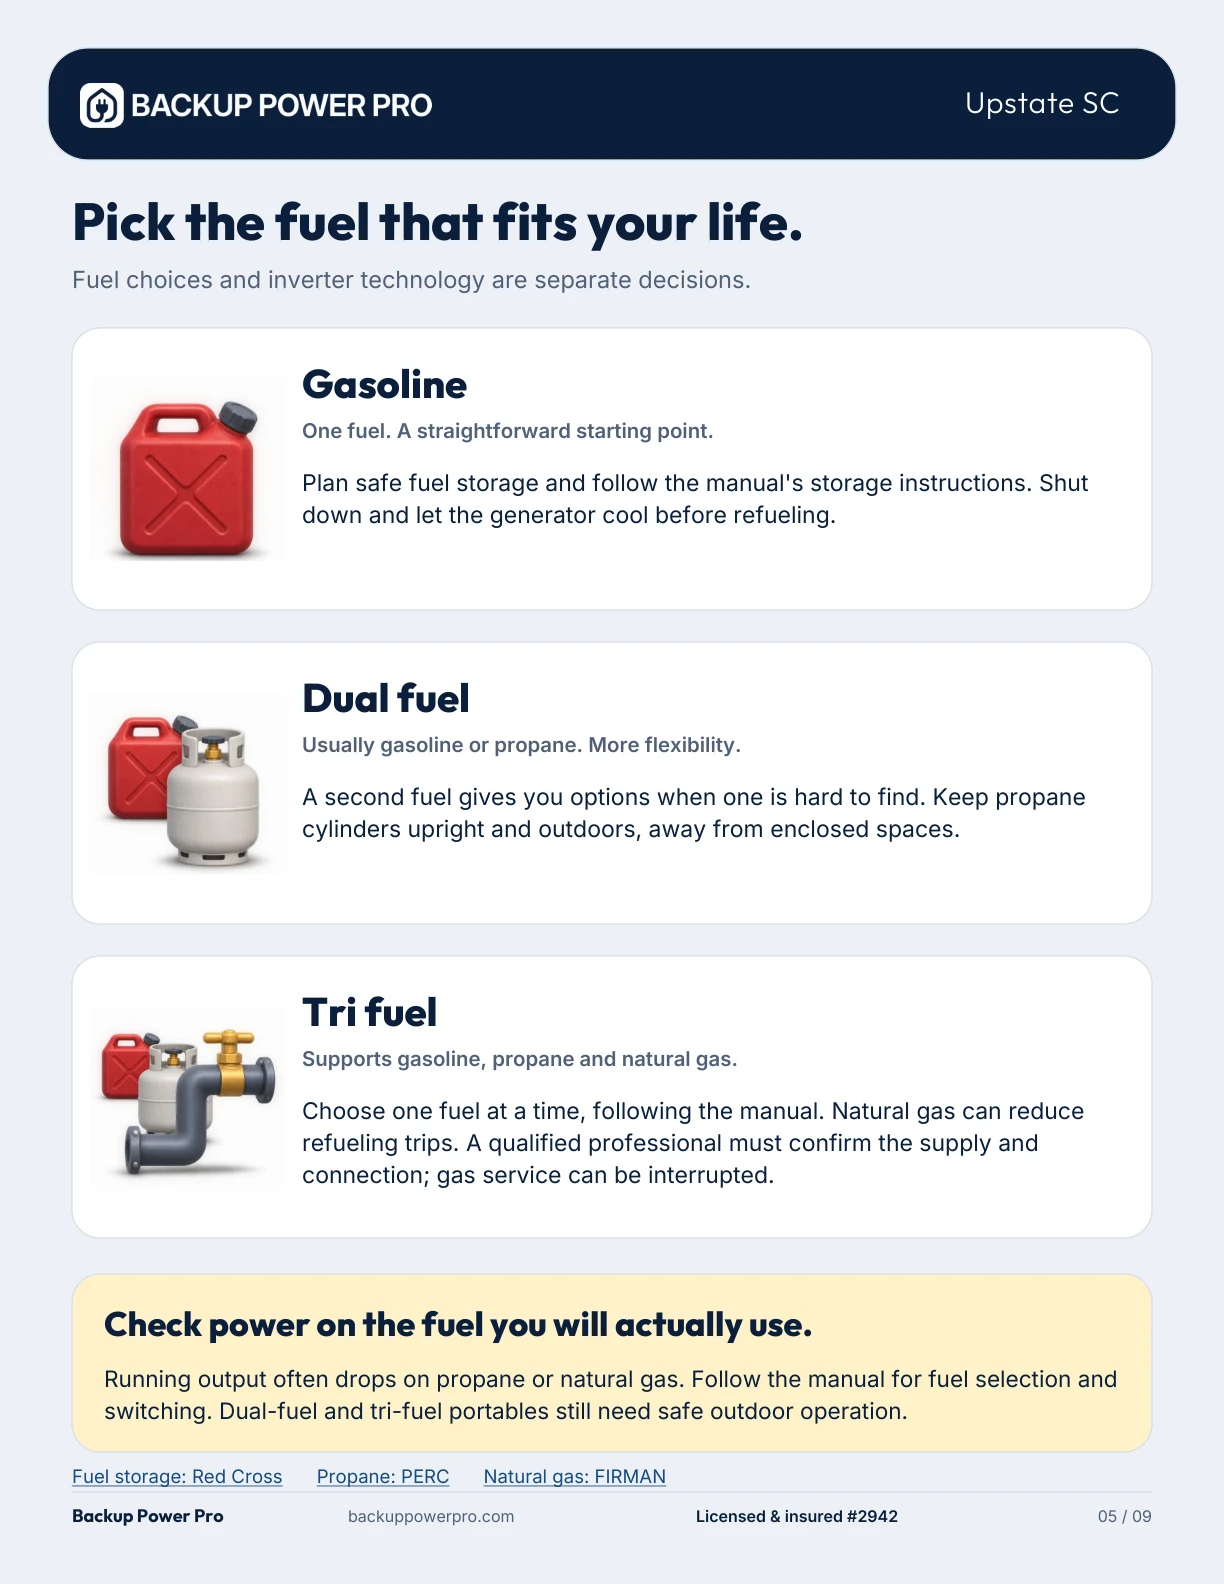 BACKUP POWER PRO
Upstate SC
Pick the fuel that fits your life.
Fuel choices and inverter technology are separate decisions.
Gasoline
One fuel. A straightforward starting point.
Plan safe fuel storage and follow the manual's storage instructions. Shut
down and let the generator cool before refueling.
Dual fuel
Usually gasoline or propane. More flexibility.
A second fuel gives you options when one is hard to find. Keep propane
cylinders upright and outdoors, away from enclosed spaces.
Tri fuel
Supports gasoline, propane and natural gas.
Choose one fuel at a time, following the manual. Natural gas can reduce
refueling trips. A qualified professional must confirm the supply and
connection; gas service can be interrupted.
Check power on the fuel you will actually use.
Running output often drops on propane or natural gas. Follow the manual for fuel selection and
switching. Dual-fuel and tri-fuel portables still need safe outdoor operation.
Fuel storage: Red Cross Propane: PERC Natural gas: FIRMAN
Backup Power Pro backuppowerpro.com Licensed & insured #2942 05 / 09